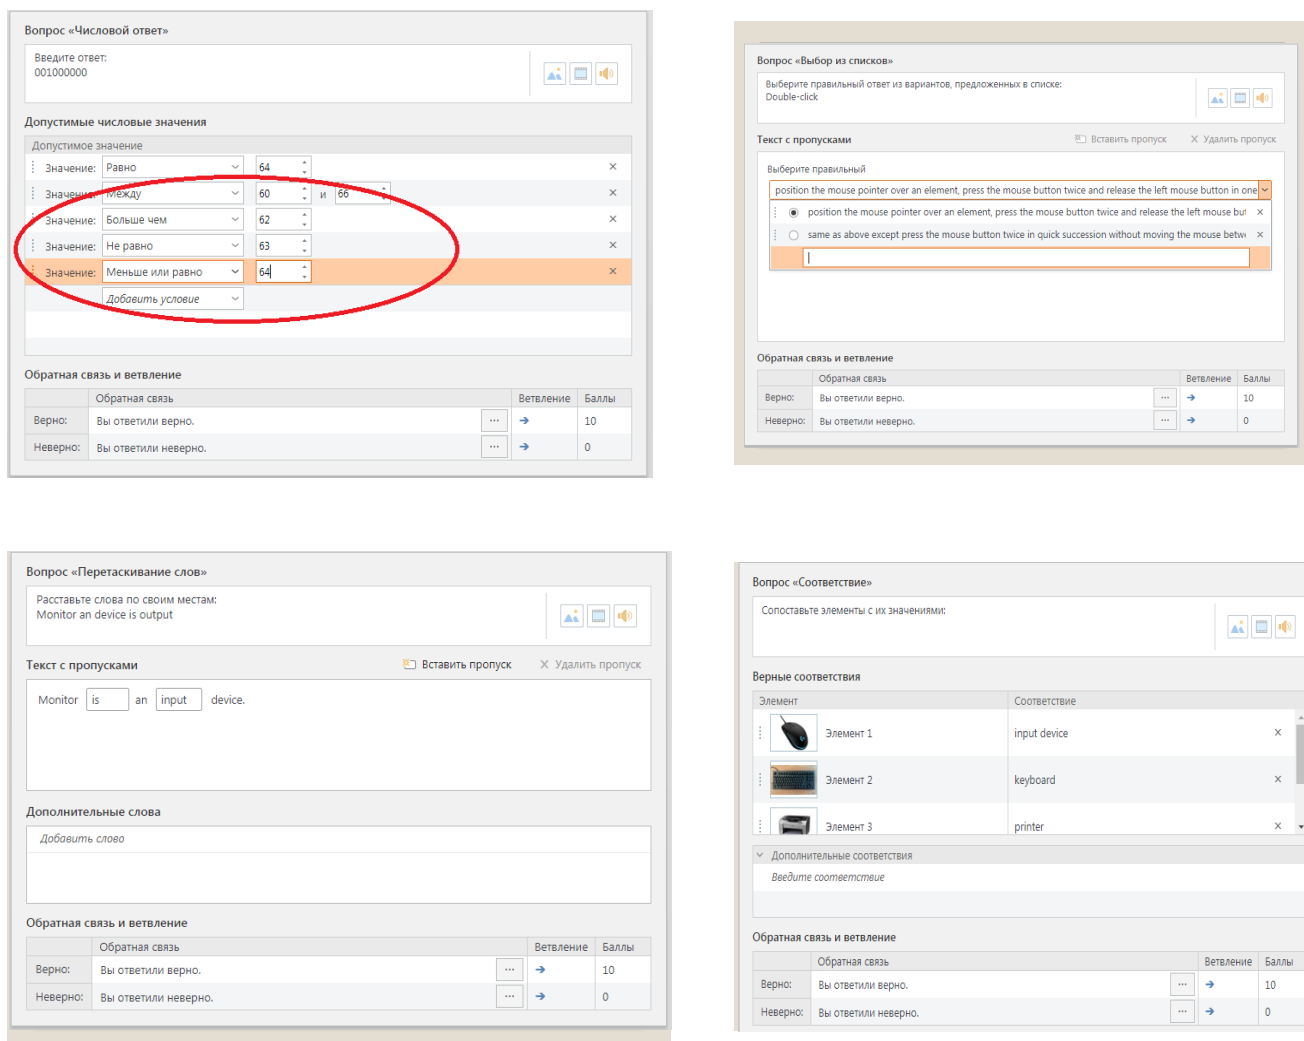 Вопрос «Числовой ответ»
Введите ответ:
001000000
Допустимые числовые значения
Допустимое значение
Значение: Равно 64
Значение: Между 60 и 66
Значение: Больше чем 62
Значение: Не равно 63
Значение: Меньше или равно 64
Добавить условие
Обратная связь и ветвление
Обратная связь Ветвление Баллы
Верно: Вы ответили верно. ... 10
Неверно: Вы ответили неверно. ... 0
Вопрос «Выбор из списков»
Выберите правильный ответ из вариантов, предложенных в списке:
Double-click
Текст с пропусками Вставить пропуск Удалить пропуск
Выберите правильный
position the mouse pointer over an element, press the mouse button twice and release the left mouse button in one
position the mouse pointer over an element, press the mouse button twice and release the left mouse but
same as above except press the mouse button twice in quick succession without moving the mouse betw
Обратная связь и ветвление
Обратная связь Ветвление Баллы
Верно: Вы ответили верно. ... 10
Неверно: Вы ответили неверно. ... 0
Вопрос «Перетаскивание слов»
Расставьте слова по своим местам:
Monitor an device is output
Текст с пропусками Вставить пропуск Удалить пропуск
Monitor is an input device.
Дополнительные слова
Добавить слово
Обратная связь и ветвление
Обратная связь Ветвление Баллы
Верно: Вы ответили верно. ... 10
Неверно: Вы ответили неверно. ... 0
Вопрос «Соответствие»
Сопоставьте элементы с их значениями:
Верные соответствия
Элемент Соответствие
Элемент 1 input device
Элемент 2 keyboard
Элемент 3 printer
Дополнительные соответствия
Введите соответствие
Обратная связь и ветвление
Обратная связь Ветвление Баллы
Верно: Вы ответили верно. ... 10
Неверно: Вы ответили неверно. ... 0